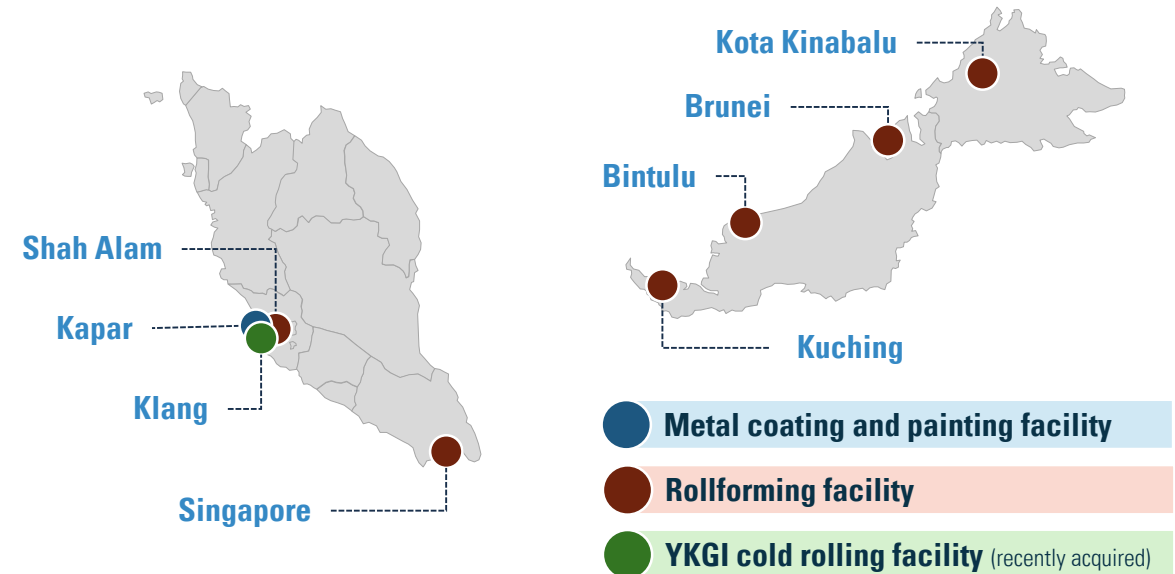 Kota Kinabalu
Brunei
Bintulu
Kuching
Shah Alam
Kapar
Klang
Singapore
Metal coating and painting facility
Rollforming facility
YKGI cold rolling facility (recently acquired)